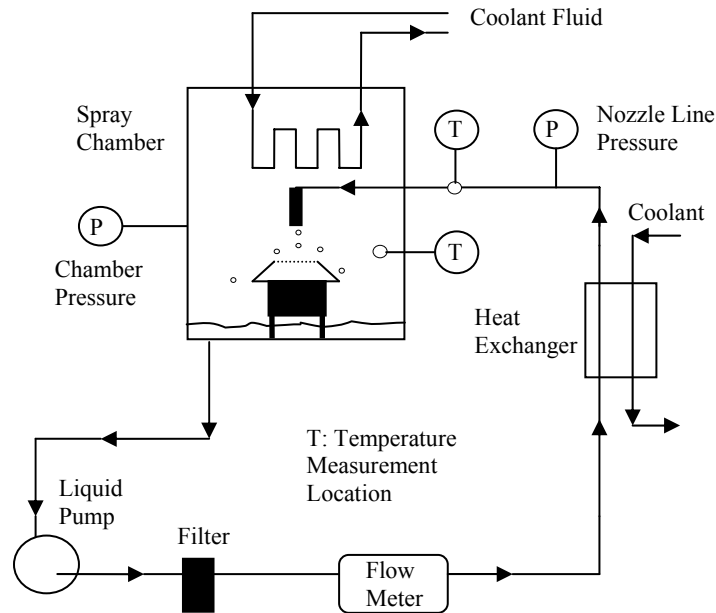 Coolant Fluid
Spray
Chamber
T
P
Nozzle Line
Pressure
P
Chamber
Pressure
T
Coolant
Heat
Exchanger
T: Temperature
Measurement
Location
Liquid
Pump
Filter
Flow
Meter